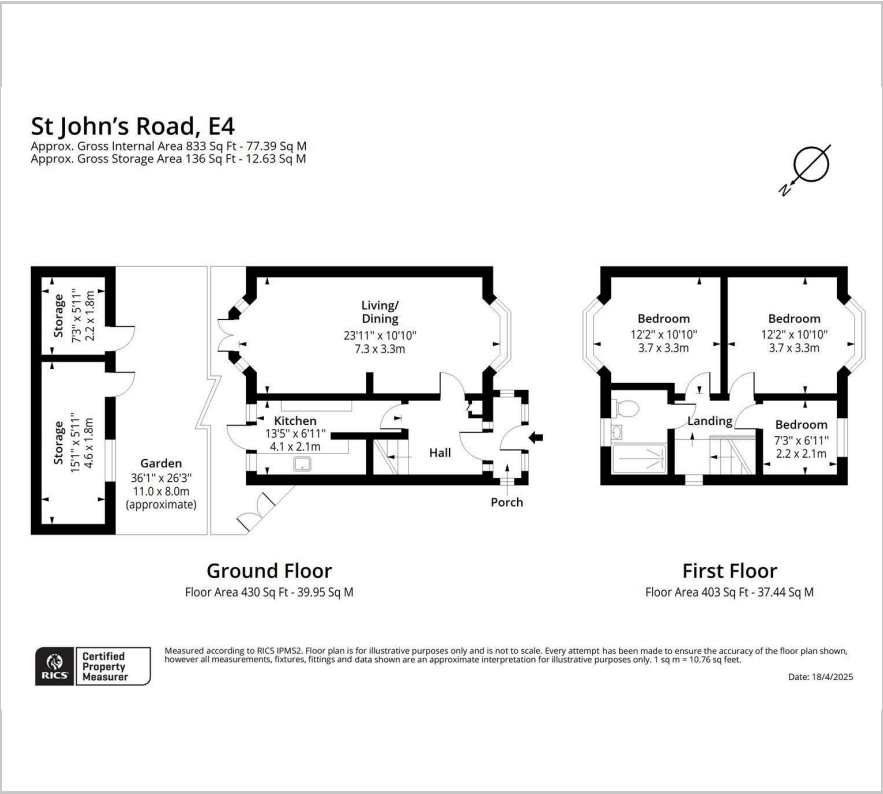 St John's Road, E4
Approx. Gross Internal Area 833 Sq Ft - 77.39 Sq M
Approx. Gross Storage Area 136 Sq Ft - 12.63 Sq M
N
Storage
7'3" x 5'11"
2.2 x 1.8m
Storage
15'1" x 5'11"
4.6 x 1.8m
Garden
36'1" x 26'3"
11.0 x 8.0m
(approximate)
Living/
Dining
23'11" x 10'10"
7.3 x 3.3m
Kitchen
13'5" x 6'11"
4.1 x 2.1m
Hall
Porch
Bedroom
12'2" x 10'10"
3.7 x 3.3m
Bedroom
12'2" x 10'10"
3.7 x 3.3m
Landing
Bedroom
7'3" x 6'11"
2.2 x 2.1m
Ground Floor
Floor Area 430 Sq Ft - 39.95 Sq M
First Floor
Floor Area 403 Sq Ft - 37.44 Sq M
RICS
Certified
Property
Measurer
Measured according to RICS IPMS2. Floor plan is for illustrative purposes only and is not to scale. Every attempt has been made to ensure the accuracy of the floor plan shown,
however all measurements, fixtures, fittings and data shown are an approximate interpretation for illustrative purposes only. 1 sq m = 10.76 sq feet.
Date: 18/4/2025